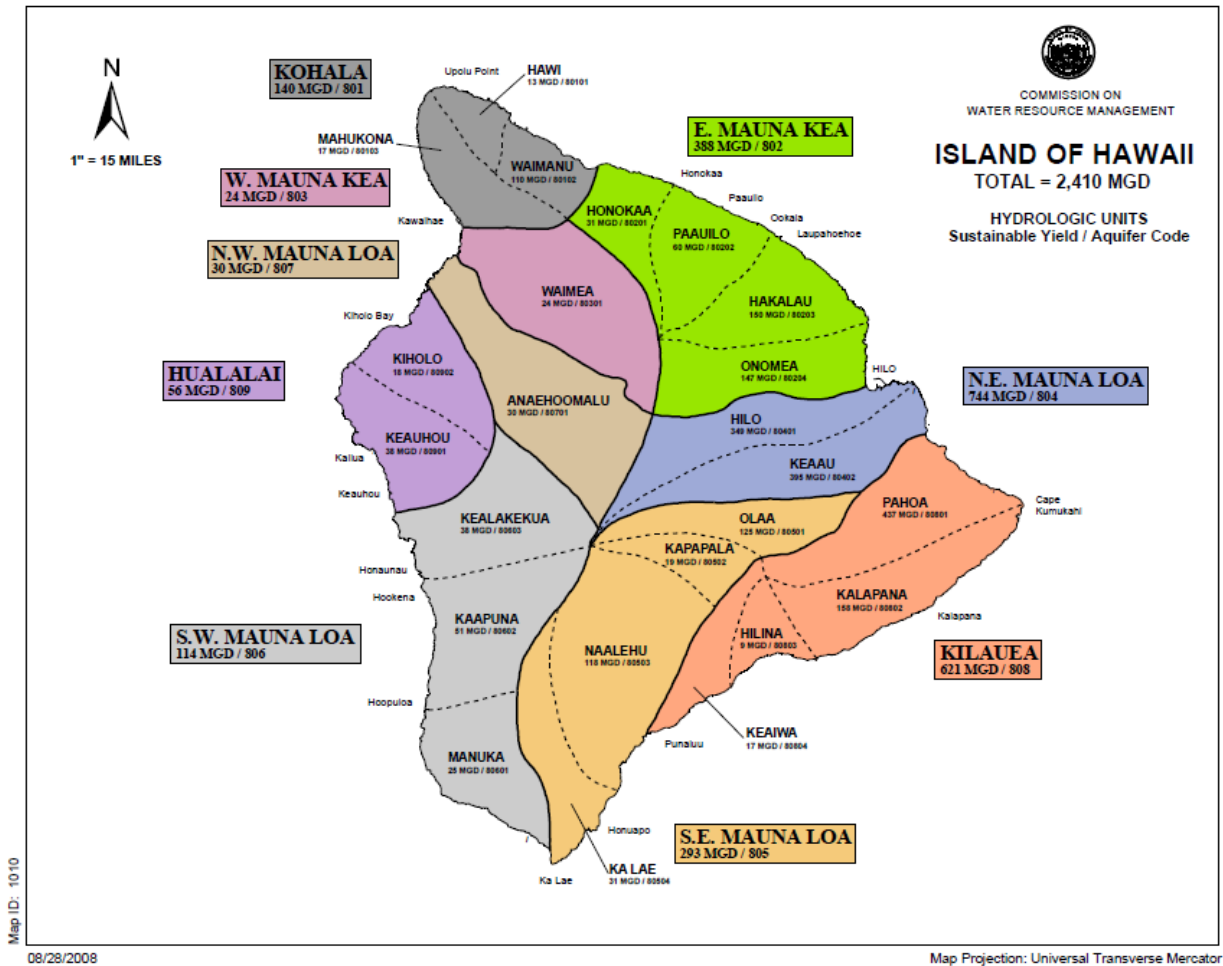 COMMISSION ON
WATER RESOURCE MANAGEMENT
ISLAND OF HAWAII
TOTAL = 2,410 MGD
HYDROLOGIC UNITS
Sustainable Yield / Aquifer Code
N
1" = 15 MILES
KOHALA
140 MGD / 801
Upolu Point
HAWI
13 MGD / 80101
MAHUKONA
17 MGD / 80103
WAIMANU
110 MGD / 80102
E. MAUNA KEA
388 MGD / 802
Honokaa
Paauilo
Ookala
Laupahoehoe
HONOKAA
31 MGD / 80201
PAAUILO
60 MGD / 80202
HAKALAU
150 MGD / 80203
ONOMEA
147 MGD / 80204
W. MAUNA KEA
24 MGD / 803
Kawaihae
WAIMEA
24 MGD / 80301
N.W. MAUNA LOA
30 MGD / 807
ANAEHOOMALU
30 MGD / 80701
Kiholo Bay
HUALALAI
56 MGD / 809
KIHOLO
18 MGD / 80902
KEAUHOU
38 MGD / 80901
Kailua
Keauhou
HILO
N.E. MAUNA LOA
744 MGD / 804
HILO
349 MGD / 80401
KEAAU
395 MGD / 80402
OLAA
125 MGD / 80501
KAPAPALA
19 MGD / 80502
NAALEHU
118 MGD / 80503
PAHOA
437 MGD / 80801
Cape
Kumukahi
KALAPANA
158 MGD / 80802
Kalapana
HILINA
9 MGD / 80803
KILAUEA
621 MGD / 808
KEAIWA
17 MGD / 80804
Punaluu
KEALAKEKUA
38 MGD / 80603
Honaunau
Hookena
KAAPUNA
51 MGD / 80602
S.W. MAUNA LOA
114 MGD / 806
Hoopuloa
MANUKA
25 MGD / 80601
Honuapo
S.E. MAUNA LOA
293 MGD / 805
KA LAE
31 MGD / 80504
Ka Lae
Map ID: 1010
08/28/2008
Map Projection: Universal Transverse Mercator